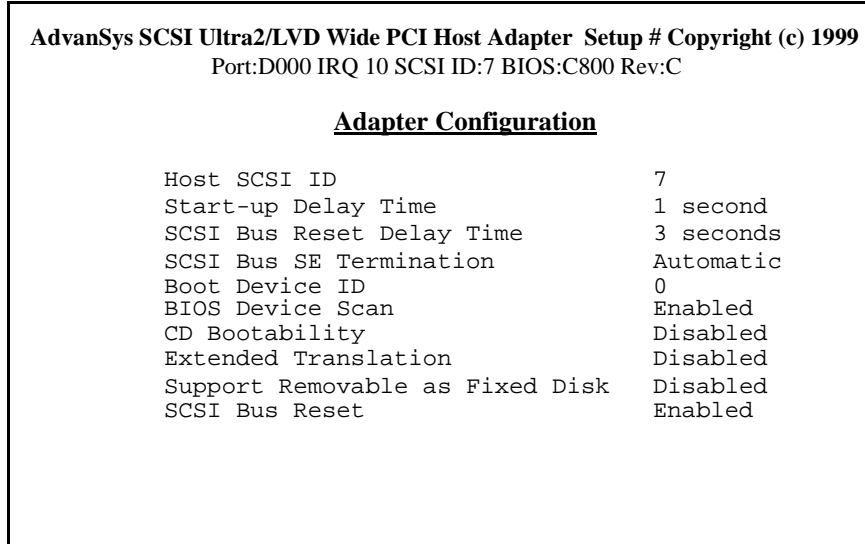 AdvanSys SCSI Ultra2/LVD Wide PCI Host Adapter Setup # Copyright (c) 1999
Port:D000 IRQ 10 SCSI ID:7 BIOS:C800 Rev:C
Adapter Configuration
Host SCSI ID 7
Start-up Delay Time 1 second
SCSI Bus Reset Delay Time 3 seconds
SCSI Bus SE Termination Automatic
Boot Device ID 0
BIOS Device Scan Enabled
CD Bootability Disabled
Extended Translation Disabled
Support Removable as Fixed Disk Disabled
SCSI Bus Reset Enabled